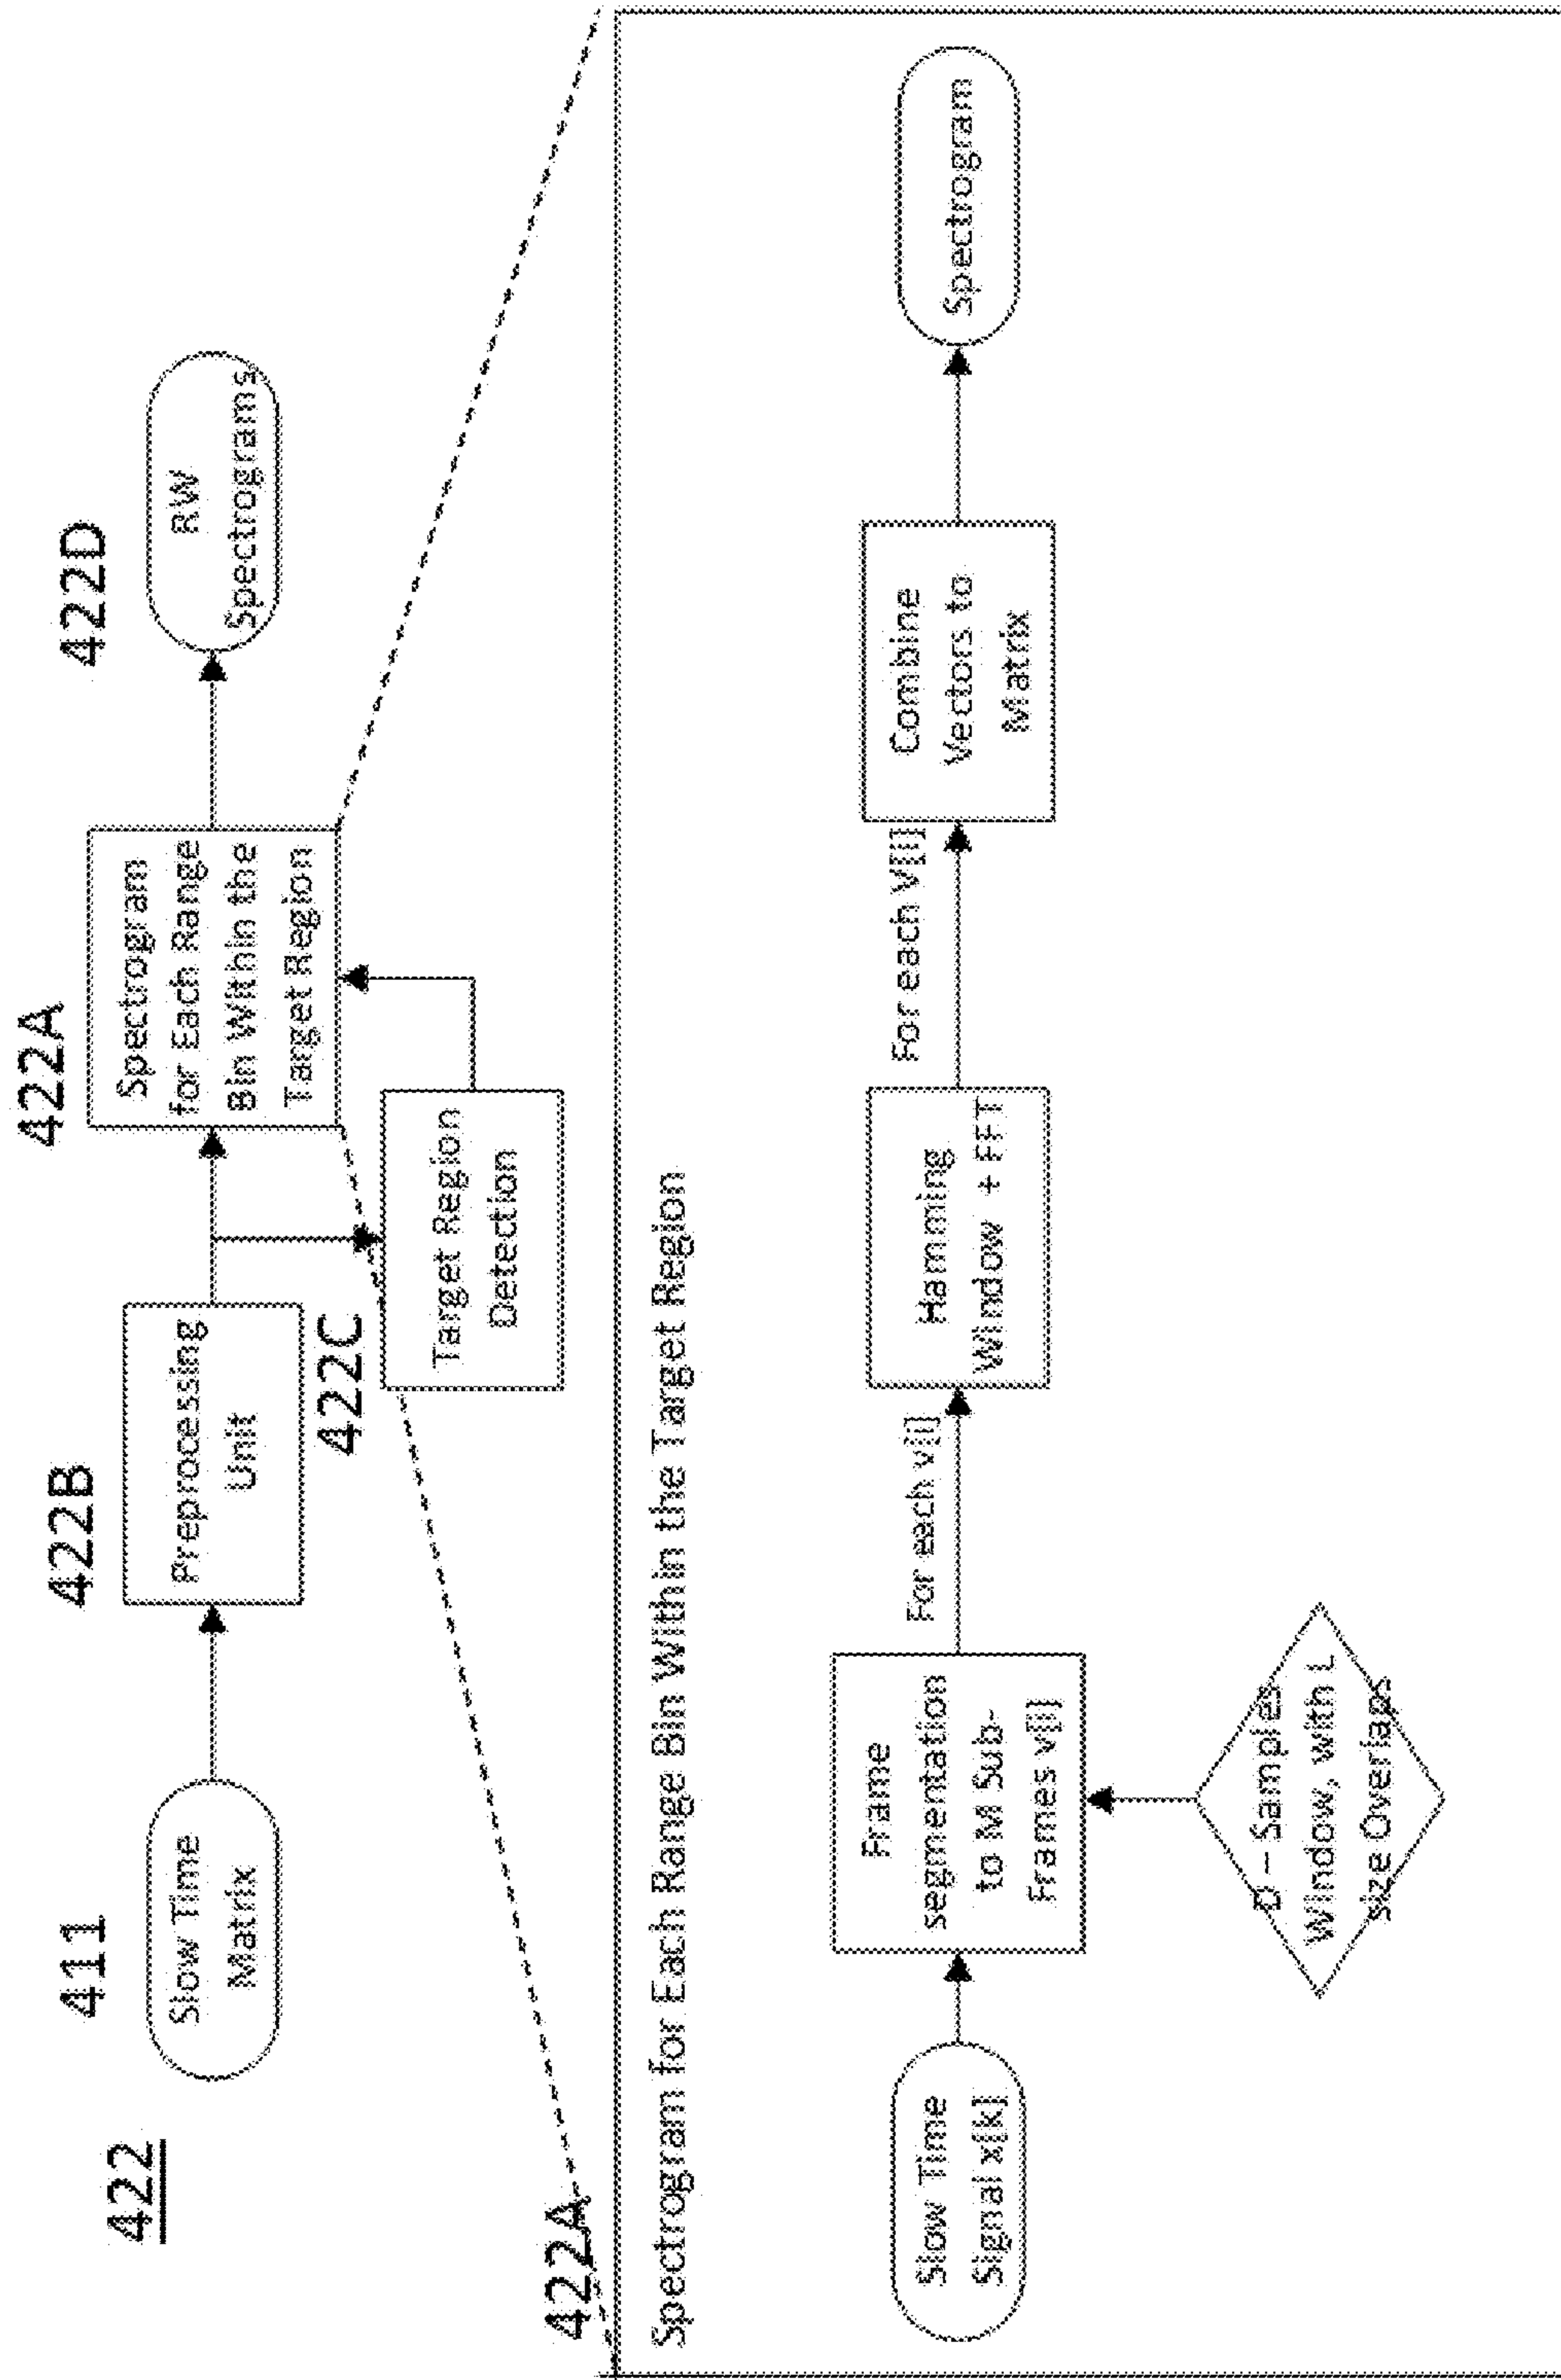 422
411
Slow Time
Matrix
422B
Preprocessing
Unit
422C
Target Region
Detection
422A
Spectrogram
for Each Range
Bin Within the
Target Region
422D
RW
Spectrograms
422A
Spectrogram for Each Range Bin Within the Target Region
Slow Time
Signal x[k]
Frame
segmentation
to M Sub-
Frames v[i]
D – Samples
Window, with L
size Overlaps
For each v[i]
Hamming
Window + FFT
For each V[i]
Combine
Vectors to
Matrix
Spectrogram